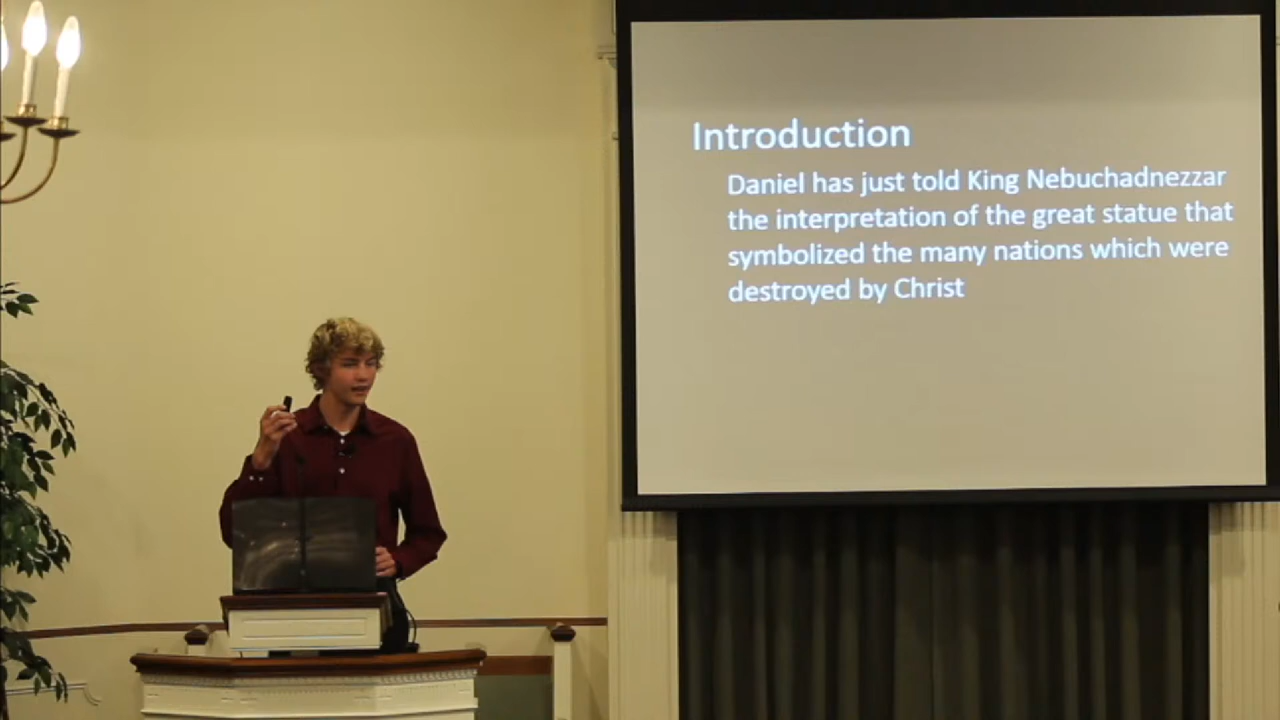 Introduction
Daniel has just told King Nebuchadnezzar
the interpretation of the great statue that
symbolized the many nations which were
destroyed by Christ